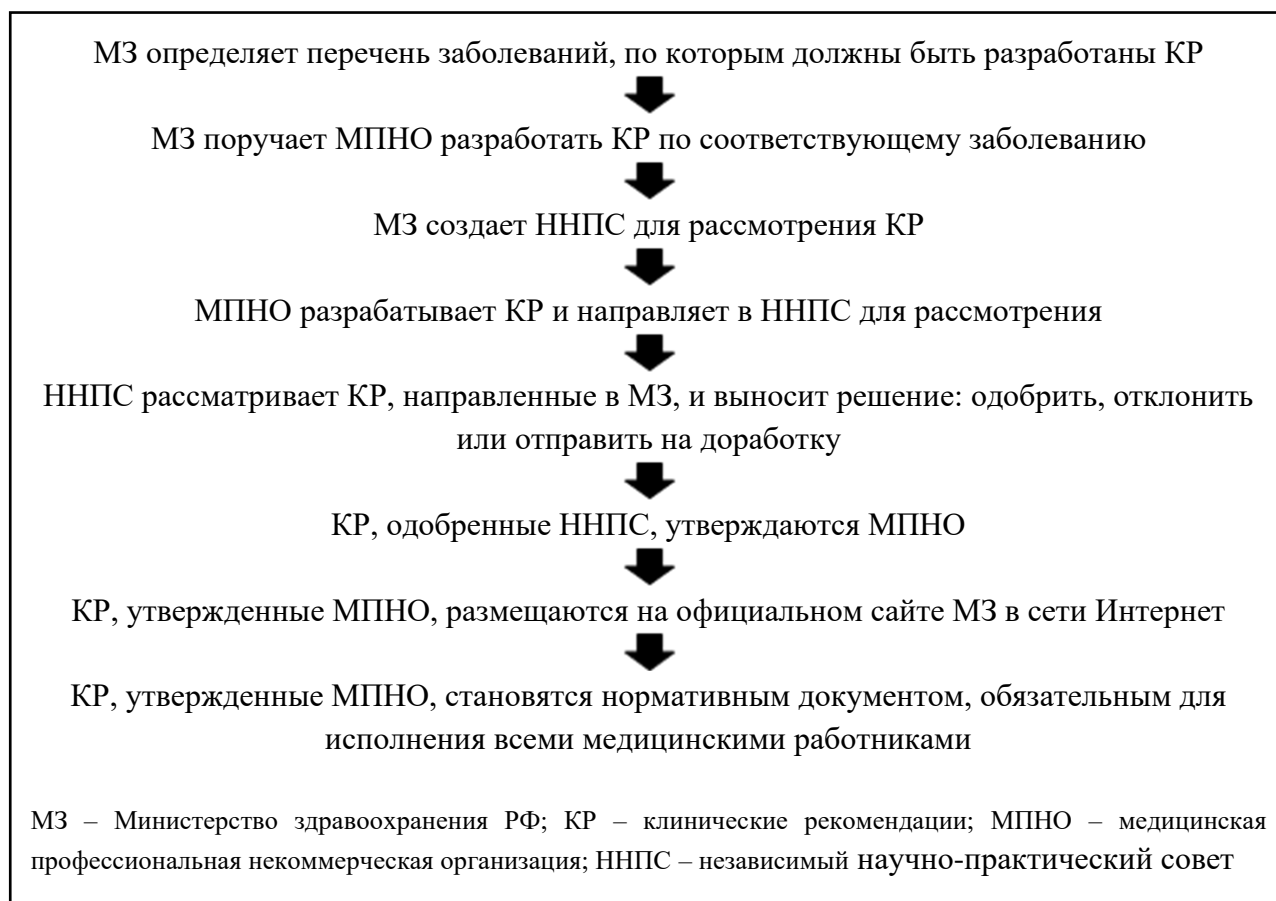 МЗ определяет перечень заболеваний, по которым должны быть разработаны КР
МЗ поручает МПНО разработать КР по соответствующему заболеванию
МЗ создает ННПС для рассмотрения КР
МПНО разрабатывает КР и направляет в ННПС для рассмотрения
ННПС рассматривает КР, направленные в МЗ, и выносит решение: одобрить, отклонить
или отправить на доработку
КР, одобренные ННПС, утверждаются МПНО
КР, утвержденные МПНО, размещаются на официальном сайте МЗ в сети Интернет
КР, утвержденные МПНО, становятся нормативным документом, обязательным для
исполнения всеми медицинскими работниками
МЗ – Министерство здравоохранения РФ; КР – клинические рекомендации; МПНО – медицинская
профессиональная некоммерческая организация; ННПС – независимый научно-практический совет